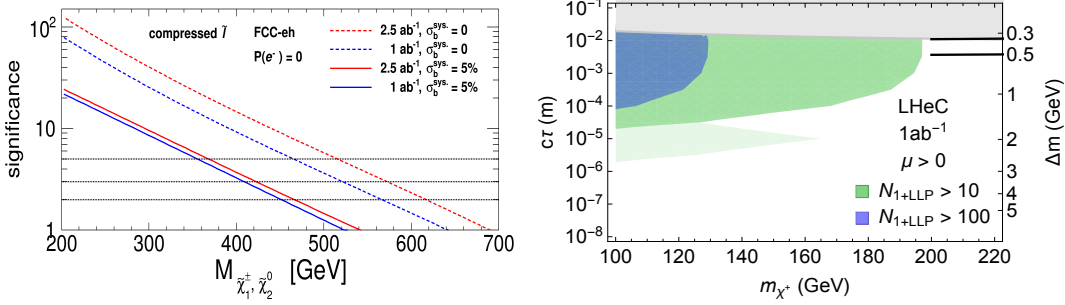 compressed l̃ FCC-eh
P(e⁻) = 0
2.5 ab⁻¹, σ_b^sys. = 0
1 ab⁻¹, σ_b^sys. = 0
2.5 ab⁻¹, σ_b^sys. = 5%
1 ab⁻¹, σ_b^sys. = 5%
significance
10²
10
1
200 300 400 500 600 700
M_χ̃₁^±, χ̃₂^0 [GeV]
cτ (m)
10⁻¹
10⁻²
10⁻³
10⁻⁴
10⁻⁵
10⁻⁶
10⁻⁷
10⁻⁸
LHeC
1ab⁻¹
μ > 0
N_1+LLP > 10
N_1+LLP > 100
0.3
0.5
1
2
3
4
5
Δm (GeV)
100 120 140 160 180 200 220
m_χ⁺ (GeV)